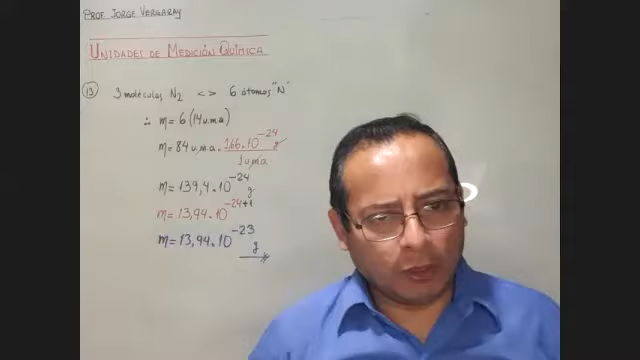 PROF JORGE VERGARAY
UNIDADES DE MEDICIÓN QUÍMICA
13 3 moléculas N₂ <> 6 átomos "N"
∴ m = 6 (14 u.m.a)
m = 84 u.m.a. 1,66.10⁻²⁴ g / 1 u.m.a
m = 139,4.10⁻²⁴ g
m = 13,94.10⁻²⁴⁺¹
m = 13,94.10⁻²³ g